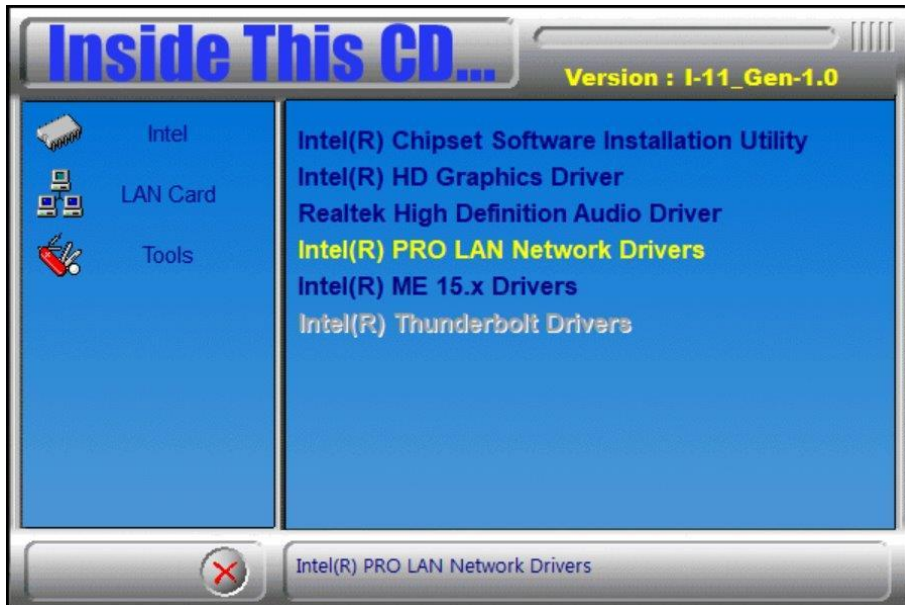 Inside This CD...
Version : I-11_Gen-1.0
Intel
LAN Card
Tools
Intel(R) Chipset Software Installation Utility
Intel(R) HD Graphics Driver
Realtek High Definition Audio Driver
Intel(R) PRO LAN Network Drivers
Intel(R) ME 15.x Drivers
Intel(R) Thunderbolt Drivers
Intel(R) PRO LAN Network Drivers